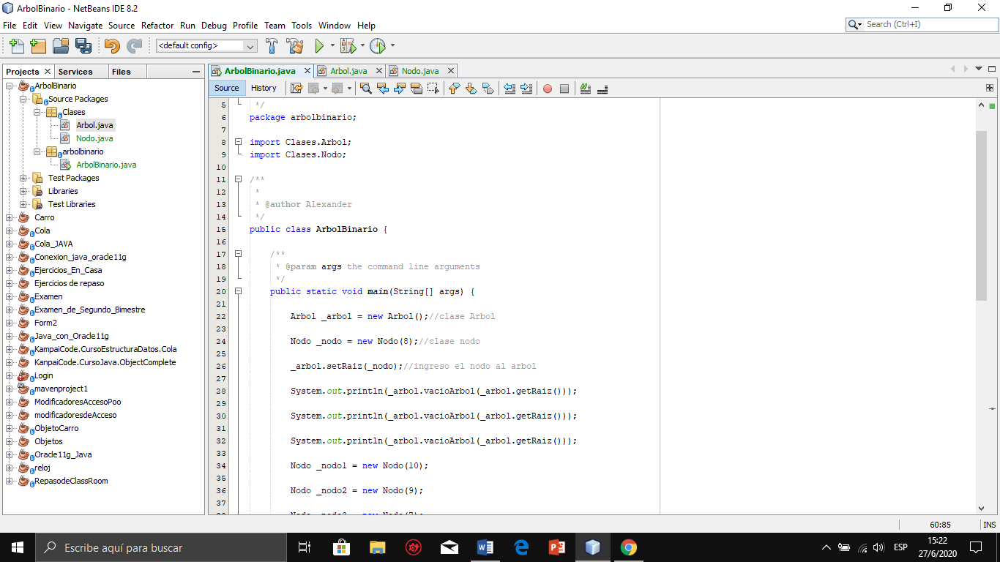 ArbolBinario - NetBeans IDE 8.2
File Edit View Navigate Source Refactor Run Debug Profile Team Tools Window Help
Search (Ctrl+I)
<default config>
Projects Services Files
ArbolBinario
Source Packages
Clases
Arbol.java
Nodo.java
arbolbinario
ArbolBinario.java
Test Packages
Libraries
Test Libraries
Carro
Cola
Cola_JAVA
Conexion_java_oracle11g
Ejercicios_En_Casa
Ejercicios de repaso
Examen
Examen_de_Segundo_Bimestre
Form2
Java_con_Oracle11g
KampaiCode.CursoEstructuraDatos.Cola
KanpaiCode.CursoJava.ObjectComplete
Login
mavenproject1
ModificadoresAccesoPoo
modificadoresdeAcceso
ObjetoCarro
Objetos
Oracle11g_Java
reloj
RepasodeClassRoom
ArbolBinario.java Arbol.java Nodo.java
Source History
5 */
6 package arbolbinario;
7
8 import Clases.Arbol;
9 import Clases.Nodo;
10
11 /**
12 *
13 * @author Alexander
14 */
15 public class ArbolBinario {
16
17 /**
18 * @param args the command line arguments
19 */
20 public static void main(String[] args) {
21
22 Arbol _arbol = new Arbol();//clase Arbol
23
24 Nodo _nodo = new Nodo(8);//clase nodo
25
26 _arbol.setRaiz(_nodo);//ingreso el nodo al arbol
27
28 System.out.println(_arbol.vacioArbol(_arbol.getRaiz()));
29
30 System.out.println(_arbol.vacioArbol(_arbol.getRaiz()));
31
32 System.out.println(_arbol.vacioArbol(_arbol.getRaiz()));
33
34 Nodo _nodo1 = new Nodo(10);
35
36 Nodo _nodo2 = new Nodo(9);
37
60:85 INS
Escribe aquí para buscar
ESP
15:22
27/6/2020